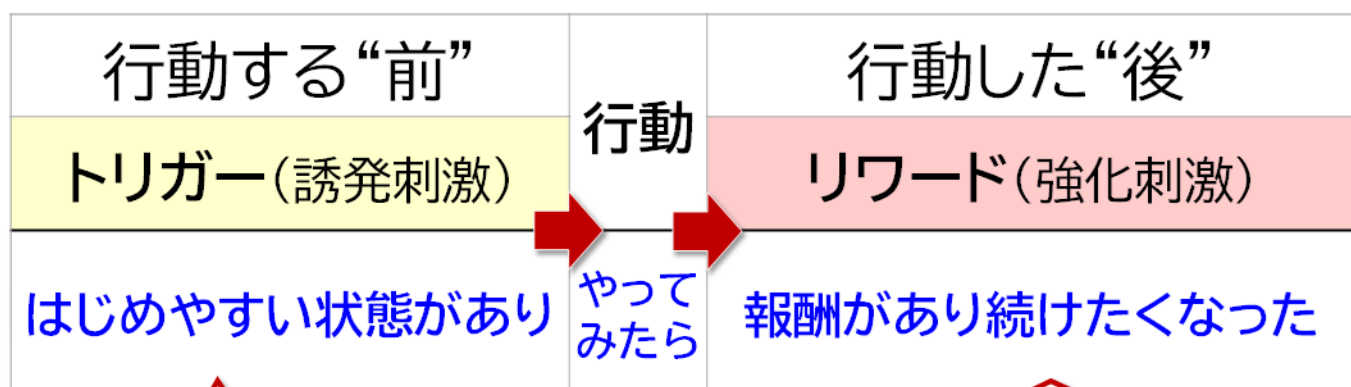 行動する“前”
行動
行動した“後”
トリガー（誘発刺激）
リワード（強化刺激）
はじめやすい状態があり
やって
みたら
報酬があり続けたくなった